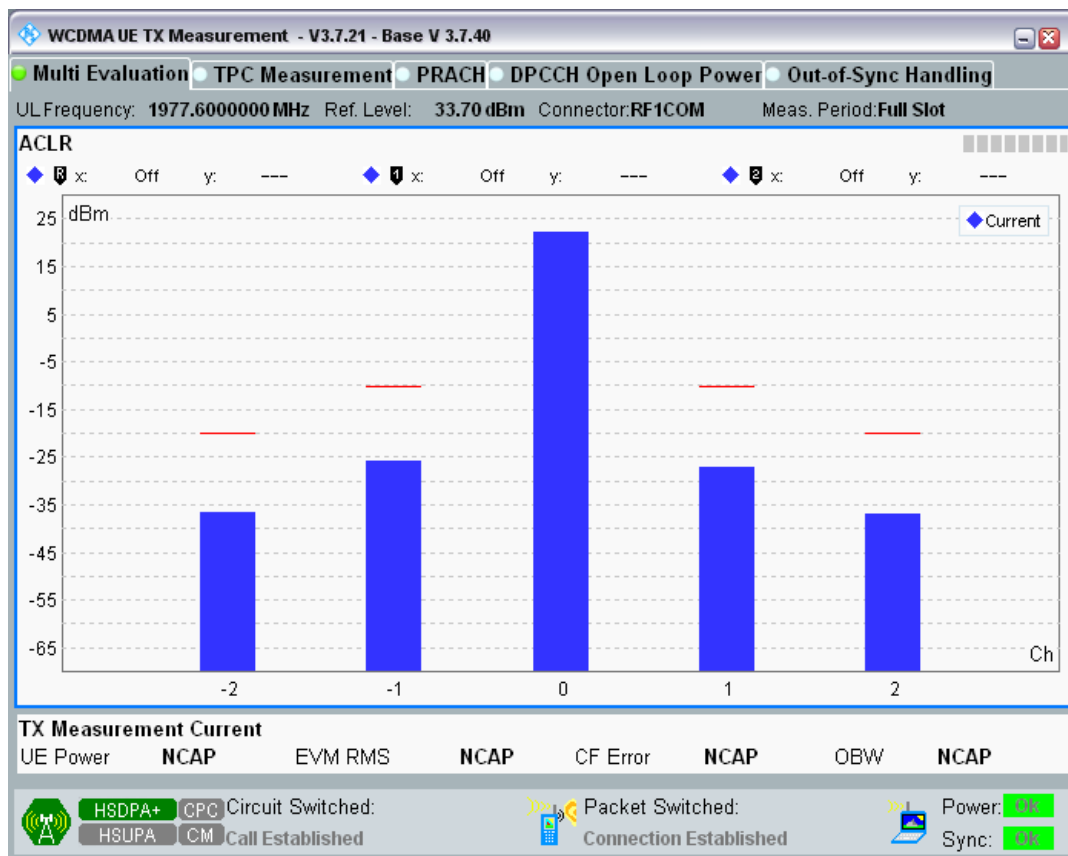 WCDMA UE TX Measurement - V3.7.21 - Base V 3.7.40
Multi Evaluation TPC Measurement PRACH DPCCH Open Loop Power Out-of-Sync Handling
UL Frequency: 1977.6000000 MHz Ref. Level: 33.70 dBm Connector:RF1COM Meas. Period:Full Slot
ACLR
R x: Off y: --- 1 x: Off y: --- 2 x: Off y: ---
dBm
Current
25
15
5
-5
-15
-25
-35
-45
-55
-65
Ch
-2 -1 0 1 2
TX Measurement Current
UE Power NCAP EVM RMS NCAP CF Error NCAP OBW NCAP
HSDPA+ CPC Circuit Switched: Packet Switched: Power: OK
HSUPA CM Call Established Connection Established Sync: OK